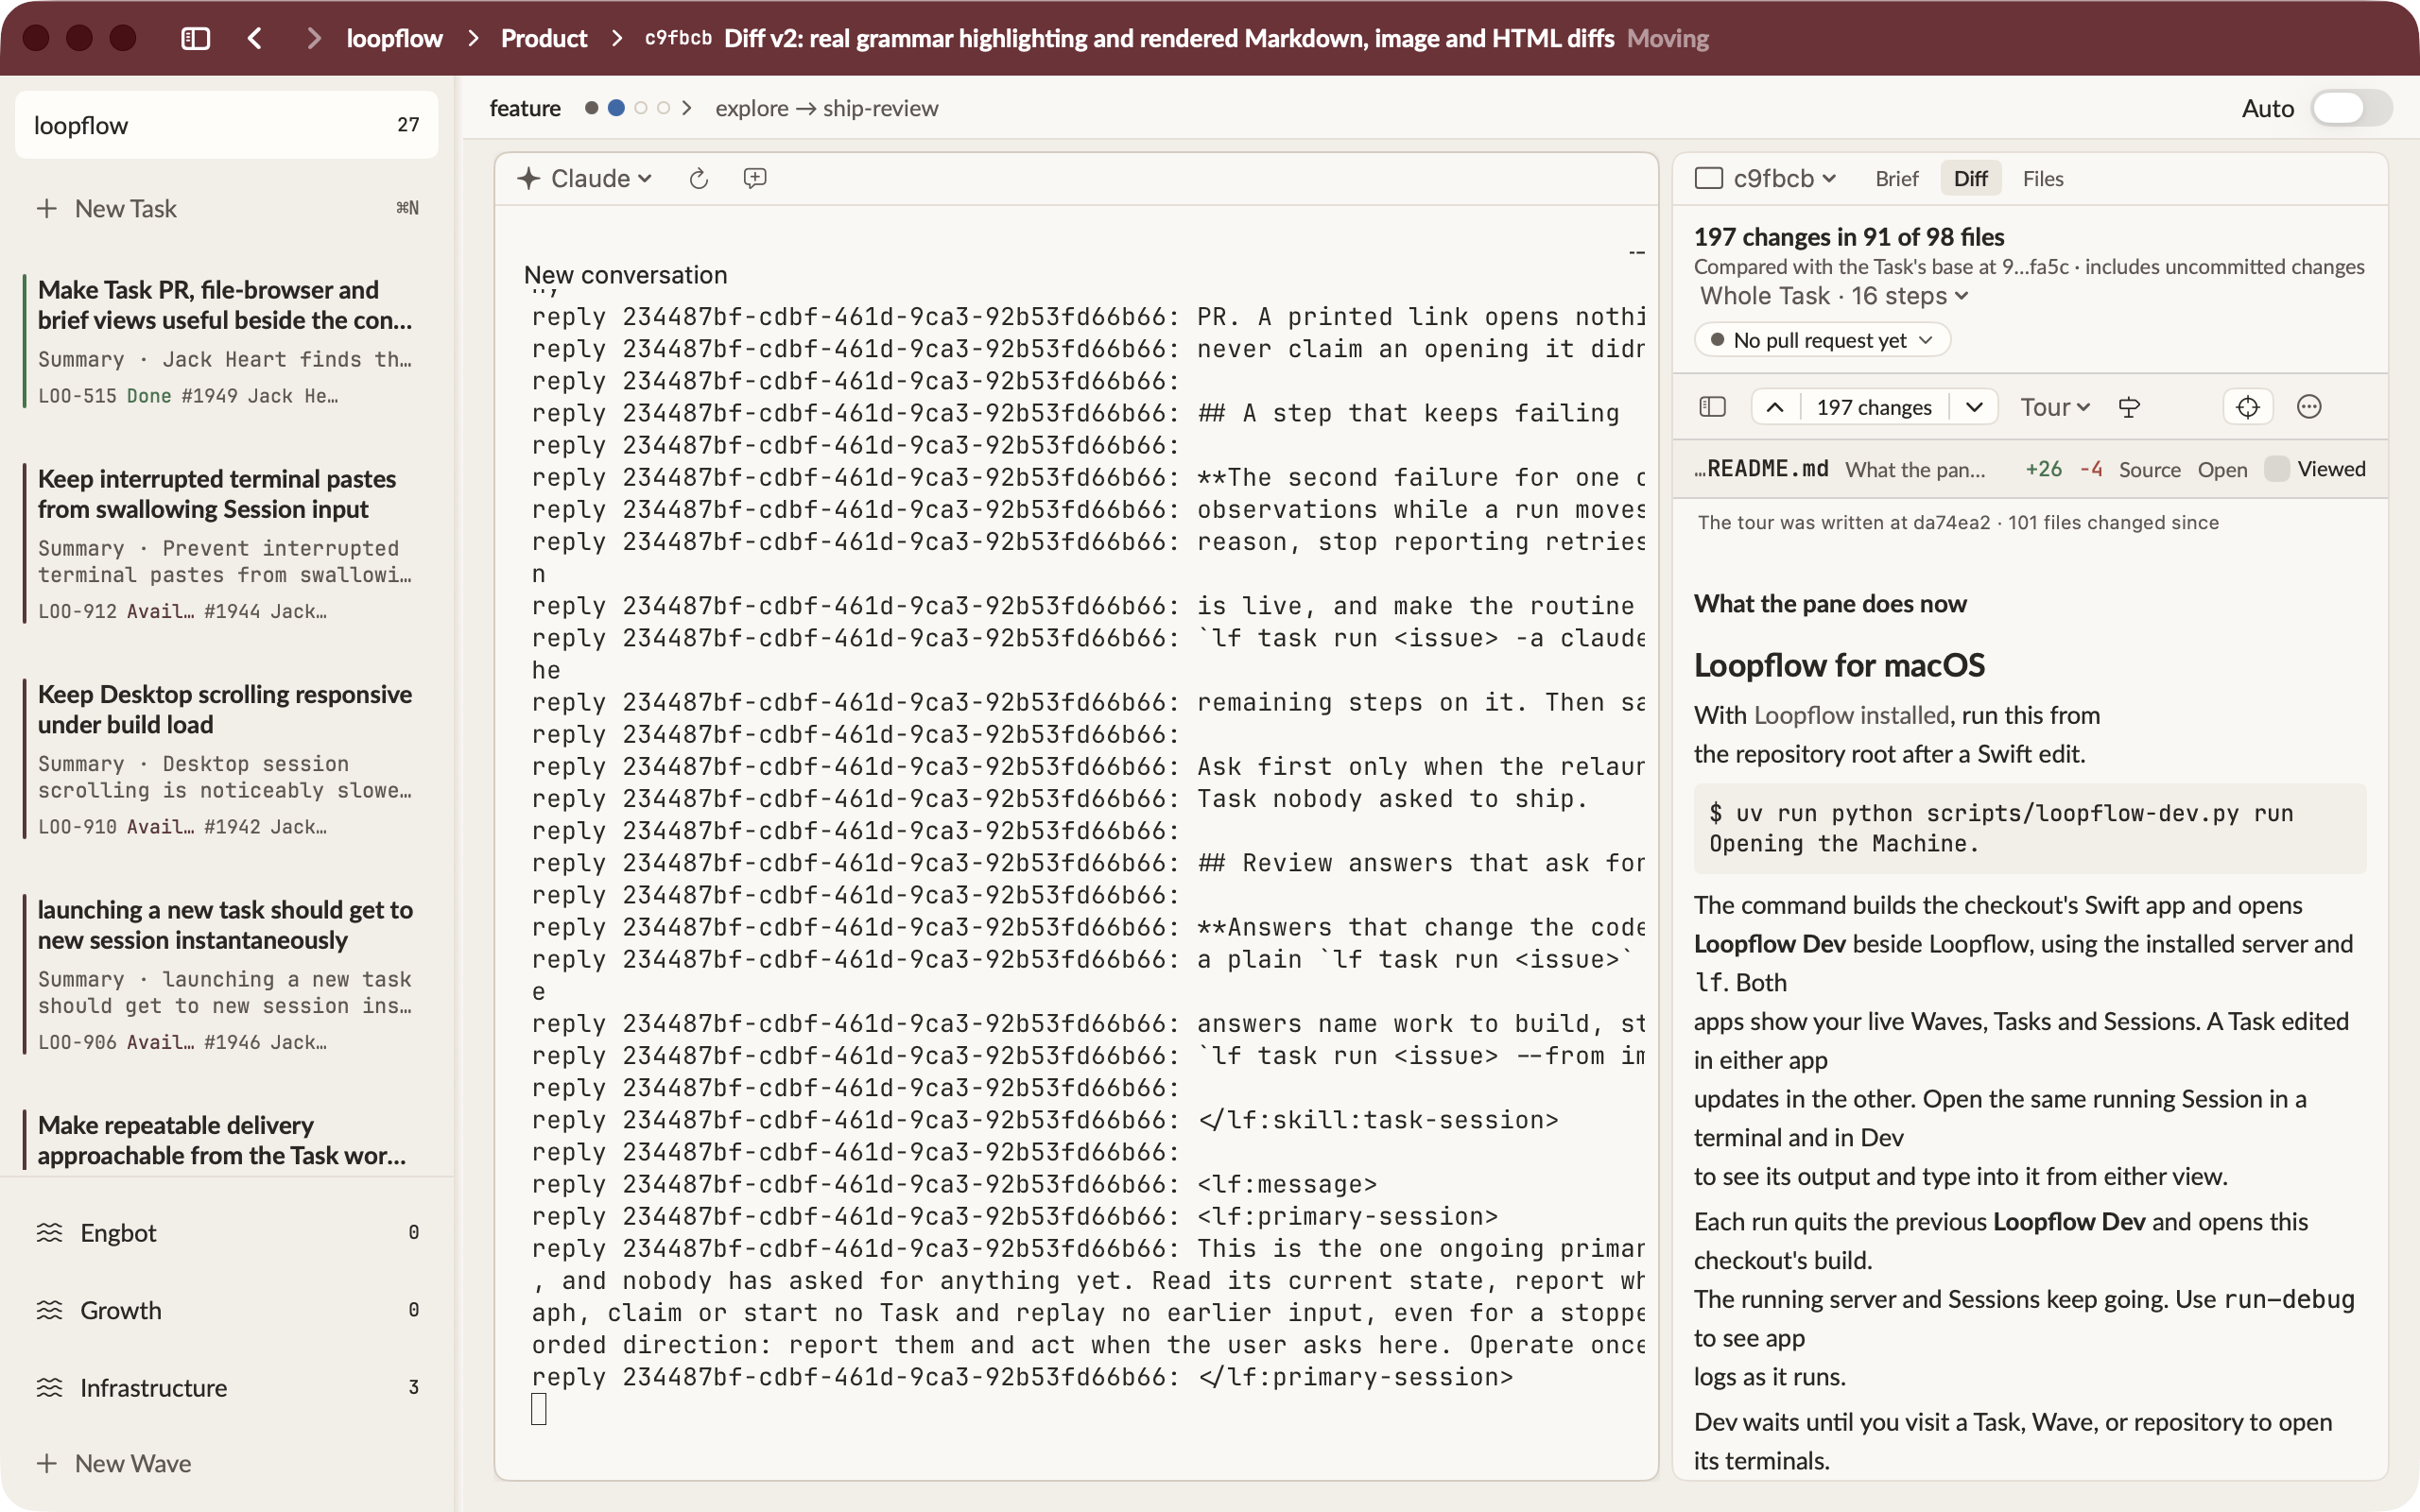 loopflow > Product > c9fbcb Diff v2: real grammar highlighting and rendered Markdown, image and HTML diffs Moving
loopflow 27
New Task ⌘N
Make Task PR, file-browser and
brief views useful beside the con…
Summary · Jack Heart finds th…
LOO-515 Done #1949 Jack He…
Keep interrupted terminal pastes
from swallowing Session input
Summary · Prevent interrupted
terminal pastes from swallowi…
LOO-912 Avail… #1944 Jack…
Keep Desktop scrolling responsive
under build load
Summary · Desktop session
scrolling is noticeably slowe…
LOO-910 Avail… #1942 Jack…
launching a new task should get to
new session instantaneously
Summary · launching a new task
should get to new session ins…
LOO-906 Avail… #1946 Jack…
Make repeatable delivery
approachable from the Task wor…
Engbot 0
Growth 0
Infrastructure 3
New Wave
feature explore → ship-review Auto
Claude
--
New conversation
reply 234487bf-cdbf-461d-9ca3-92b53fd66b66: PR. A printed link opens nothi
reply 234487bf-cdbf-461d-9ca3-92b53fd66b66: never claim an opening it didn
reply 234487bf-cdbf-461d-9ca3-92b53fd66b66:
reply 234487bf-cdbf-461d-9ca3-92b53fd66b66: ## A step that keeps failing
reply 234487bf-cdbf-461d-9ca3-92b53fd66b66:
reply 234487bf-cdbf-461d-9ca3-92b53fd66b66: **The second failure for one c
reply 234487bf-cdbf-461d-9ca3-92b53fd66b66: observations while a run moves
reply 234487bf-cdbf-461d-9ca3-92b53fd66b66: reason, stop reporting retries
n
reply 234487bf-cdbf-461d-9ca3-92b53fd66b66: is live, and make the routine
reply 234487bf-cdbf-461d-9ca3-92b53fd66b66: `lf task run <issue> -a claude
he
reply 234487bf-cdbf-461d-9ca3-92b53fd66b66: remaining steps on it. Then sa
reply 234487bf-cdbf-461d-9ca3-92b53fd66b66:
reply 234487bf-cdbf-461d-9ca3-92b53fd66b66: Ask first only when the relaun
reply 234487bf-cdbf-461d-9ca3-92b53fd66b66: Task nobody asked to ship.
reply 234487bf-cdbf-461d-9ca3-92b53fd66b66:
reply 234487bf-cdbf-461d-9ca3-92b53fd66b66: ## Review answers that ask for
reply 234487bf-cdbf-461d-9ca3-92b53fd66b66:
reply 234487bf-cdbf-461d-9ca3-92b53fd66b66: **Answers that change the code
reply 234487bf-cdbf-461d-9ca3-92b53fd66b66: a plain `lf task run <issue>`
e
reply 234487bf-cdbf-461d-9ca3-92b53fd66b66: answers name work to build, st
reply 234487bf-cdbf-461d-9ca3-92b53fd66b66: `lf task run <issue> --from im
reply 234487bf-cdbf-461d-9ca3-92b53fd66b66:
reply 234487bf-cdbf-461d-9ca3-92b53fd66b66: </lf:skill:task-session>
reply 234487bf-cdbf-461d-9ca3-92b53fd66b66:
reply 234487bf-cdbf-461d-9ca3-92b53fd66b66: <lf:message>
reply 234487bf-cdbf-461d-9ca3-92b53fd66b66: <lf:primary-session>
reply 234487bf-cdbf-461d-9ca3-92b53fd66b66: This is the one ongoing primar
, and nobody has asked for anything yet. Read its current state, report wh
aph, claim or start no Task and replay no earlier input, even for a stoppe
orded direction: report them and act when the user asks here. Operate once
reply 234487bf-cdbf-461d-9ca3-92b53fd66b66: </lf:primary-session>
c9fbcb Brief Diff Files
197 changes in 91 of 98 files
Compared with the Task's base at 9…fa5c · includes uncommitted changes
Whole Task · 16 steps
No pull request yet
197 changes Tour
…README.md What the pan… +26 -4 Source Open Viewed
The tour was written at da74ea2 · 101 files changed since
What the pane does now
Loopflow for macOS
With Loopflow installed, run this from
the repository root after a Swift edit.
$ uv run python scripts/loopflow-dev.py run
Opening the Machine.
The command builds the checkout's Swift app and opens
Loopflow Dev beside Loopflow, using the installed server and
lf. Both
apps show your live Waves, Tasks and Sessions. A Task edited
in either app
updates in the other. Open the same running Session in a
terminal and in Dev
to see its output and type into it from either view.
Each run quits the previous Loopflow Dev and opens this
checkout's build.
The running server and Sessions keep going. Use run-debug
to see app
logs as it runs.
Dev waits until you visit a Task, Wave, or repository to open
its terminals.